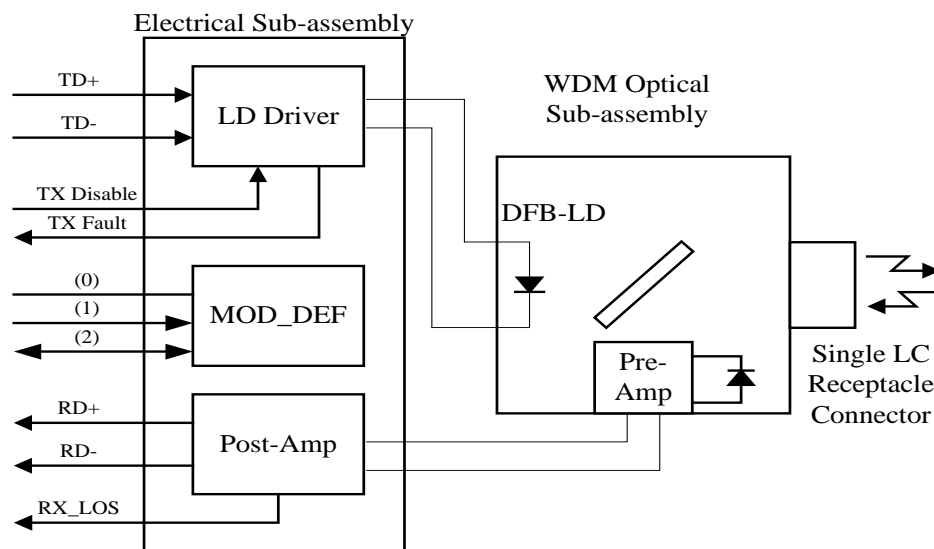 Electrical Sub-assembly
TD+
TD-
LD Driver
TX Disable
TX Fault
(0)
(1)
(2)
MOD_DEF
RD+
RD-
Post-Amp
RX_LOS
WDM Optical
Sub-assembly
DFB-LD
Pre-
Amp
Single LC
Receptacle
Connector